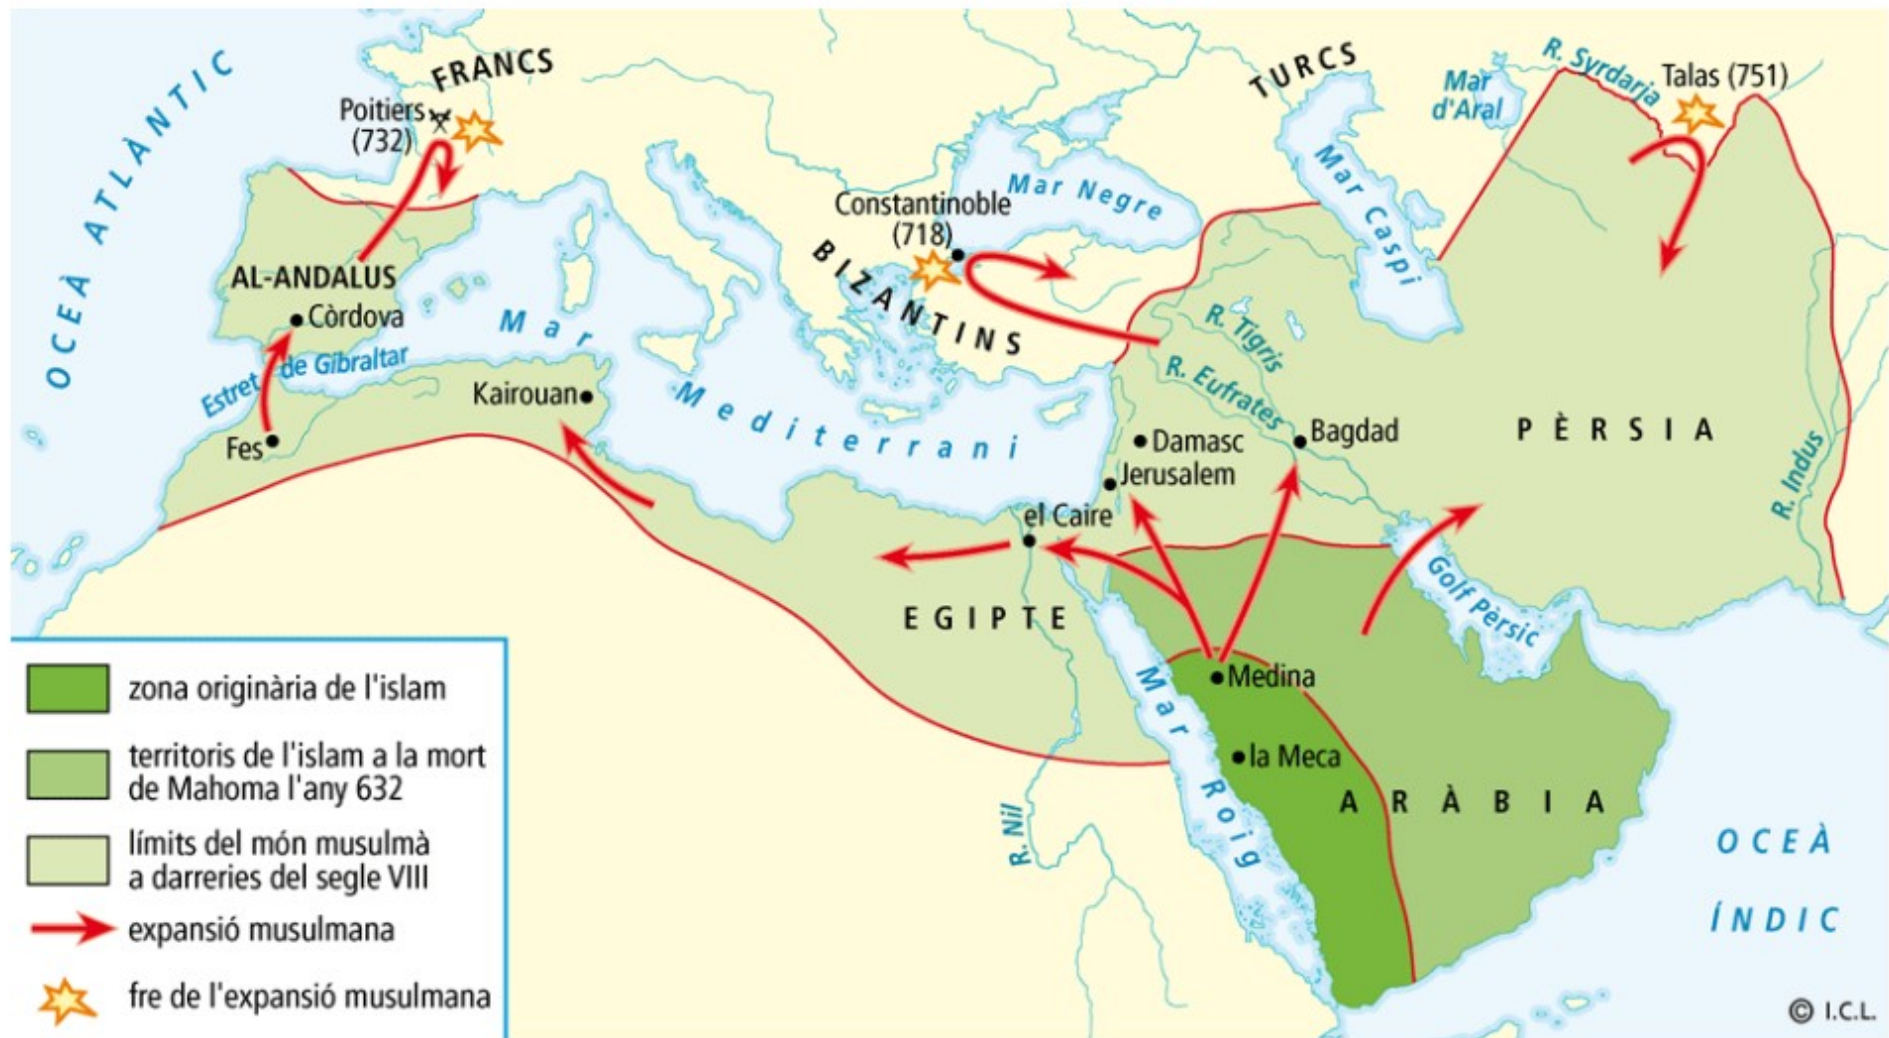 OCEÀ ATLÀNTIC
FRANCS
Poitiers
(732)
TURCS
Mar
d'Aral
R. Syrdarja
Talas (751)
Mar Negre
Mar Caspi
Constantinoble
(718)
BIZANTINS
AL-ANDALUS
Còrdova
Estret de Gibraltar
Mar
Mediterrani
Kairouan
Fes
R. Tigris
R. Eufrates
Bagdad
PÈRSIA
R. Indus
Damasc
Jerusalem
el Caire
EGIPTE
Golf Pèrsic
Medina
la Meca
Mar Roig
ARÀBIA
R. Nil
OCEÀ
ÍNDIC
zona originària de l'islam
territoris de l'islam a la mort
de Mahoma l'any 632
límits del món musulmà
a darreries del segle VIII
expansió musulmana
fre de l'expansió musulmana
© I.C.L.